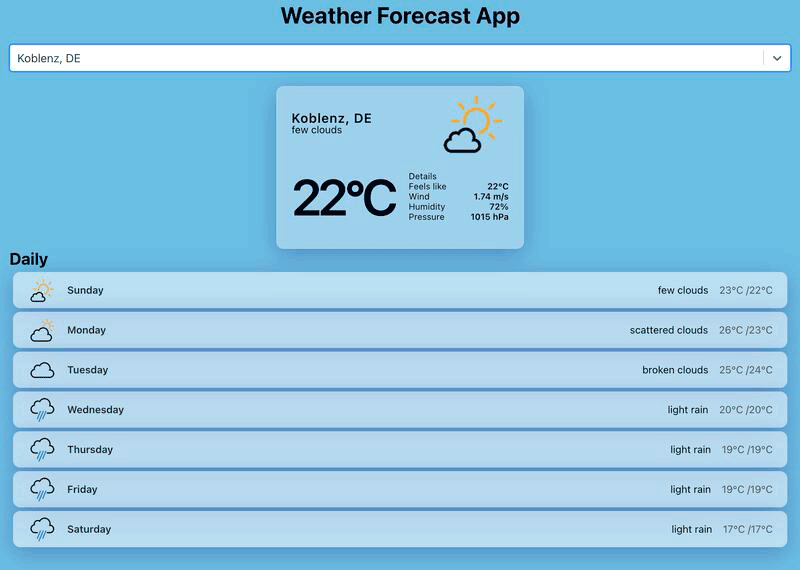 Weather Forecast App
Koblenz, DE
Koblenz, DE
few clouds
22°C
Details
Feels like 22°C
Wind 1.74 m/s
Humidity 72%
Pressure 1015 hPa
Daily
Sunday few clouds 23°C /22°C
Monday scattered clouds 26°C /23°C
Tuesday broken clouds 25°C /24°C
Wednesday light rain 20°C /20°C
Thursday light rain 19°C /19°C
Friday light rain 19°C /19°C
Saturday light rain 17°C /17°C